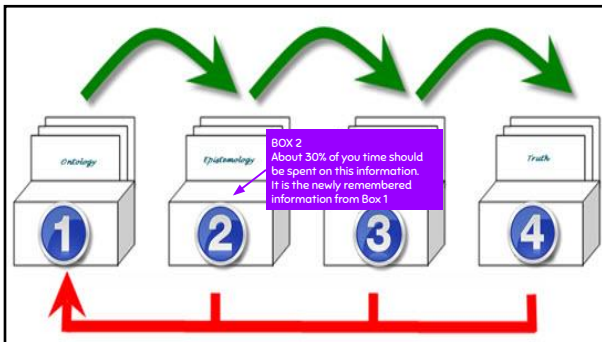 Ontology
Epistemology
BOX 2
About 30% of you time should
be spent on this information.
It is the newly remembered
information from Box 1
Truth
1
2
3
4